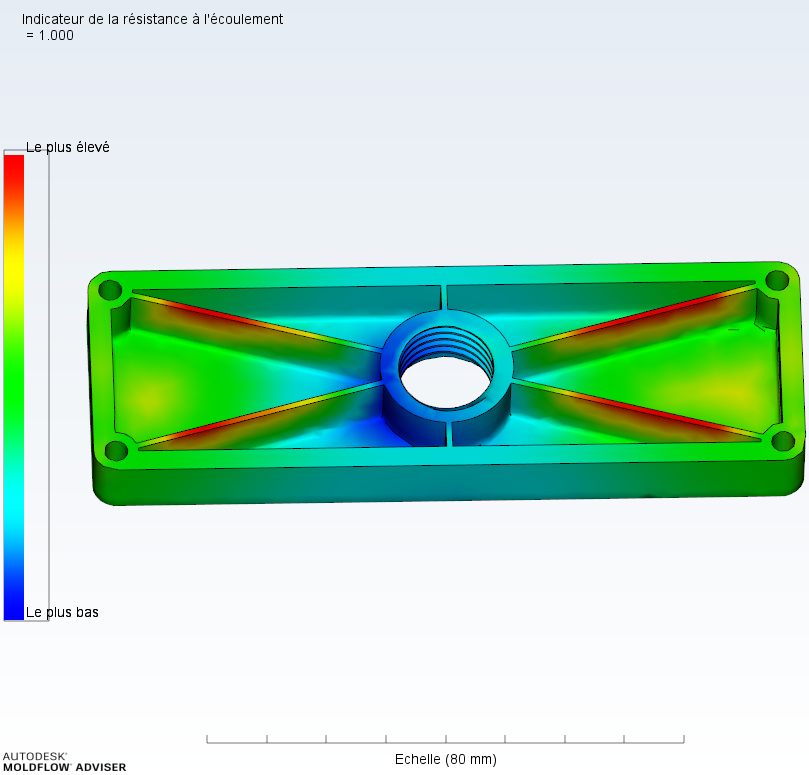 Indicateur de la résistance à l'écoulement
= 1.000
Le plus élevé
Le plus bas
Echelle (80 mm)
AUTODESK®
MOLDFLOW® ADVISER